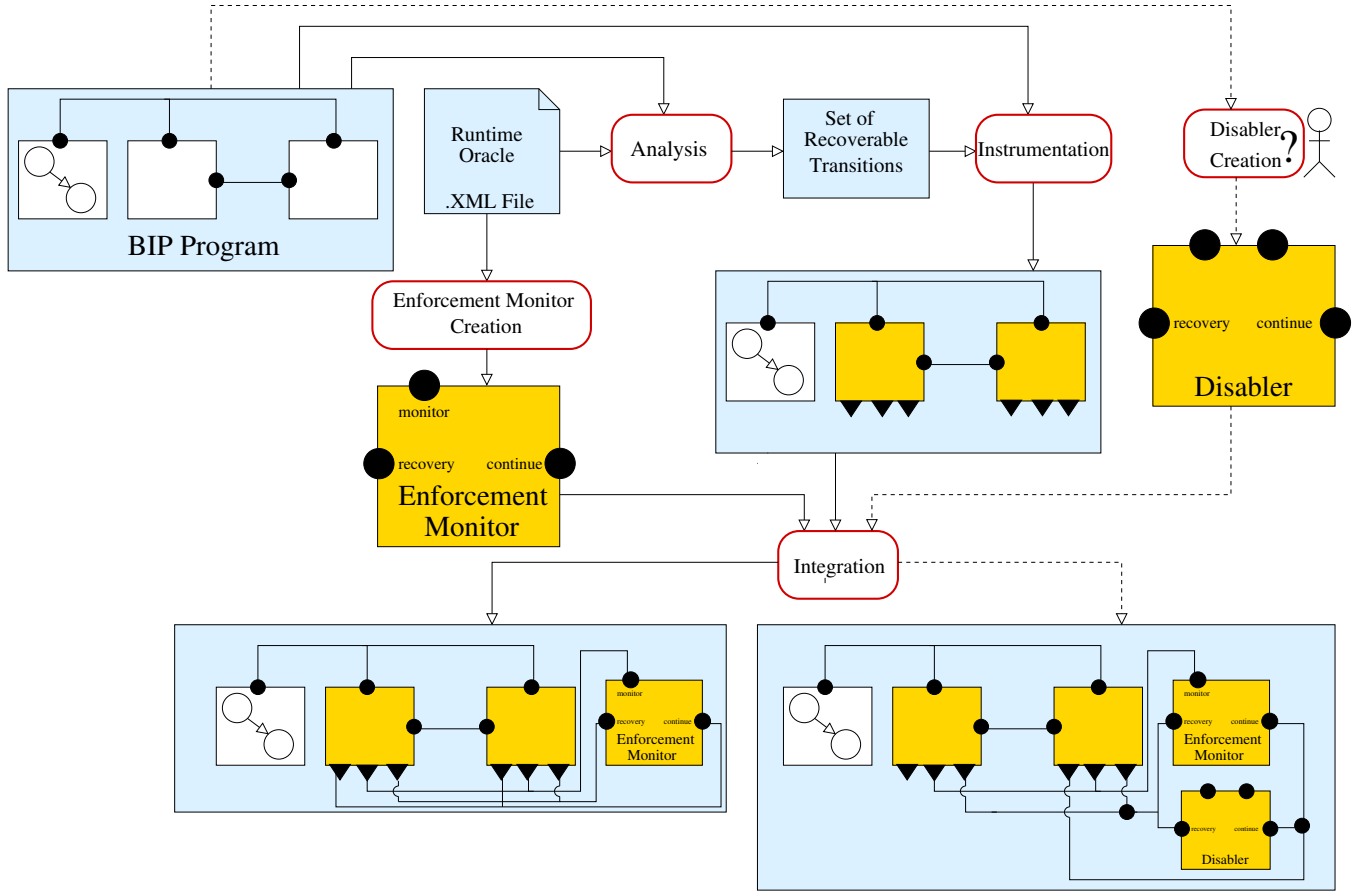 BIP Program
Runtime
Oracle
.XML File
Analysis
Set of
Recoverable
Transitions
Instrumentation
Disabler
Creation
?
Enforcement Monitor
Creation
monitor
recovery
continue
Enforcement
Monitor
recovery
continue
Disabler
Integration
monitor
recovery
continue
Enforcement
Monitor
monitor
recovery
continue
Enforcement
Monitor
recovery
continue
Disabler